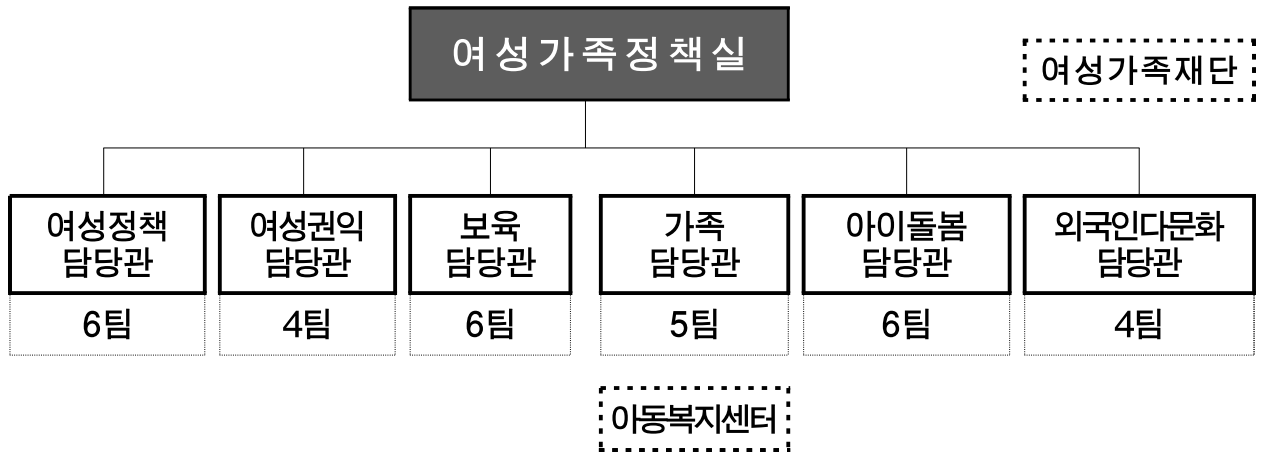 여성가족정책실
여성가족재단
여성정책
담당관
여성권익
담당관
보육
담당관
가족
담당관
아이돌봄
담당관
외국인다문화
담당관
6팀
4팀
6팀
5팀
6팀
4팀
아동복지센터